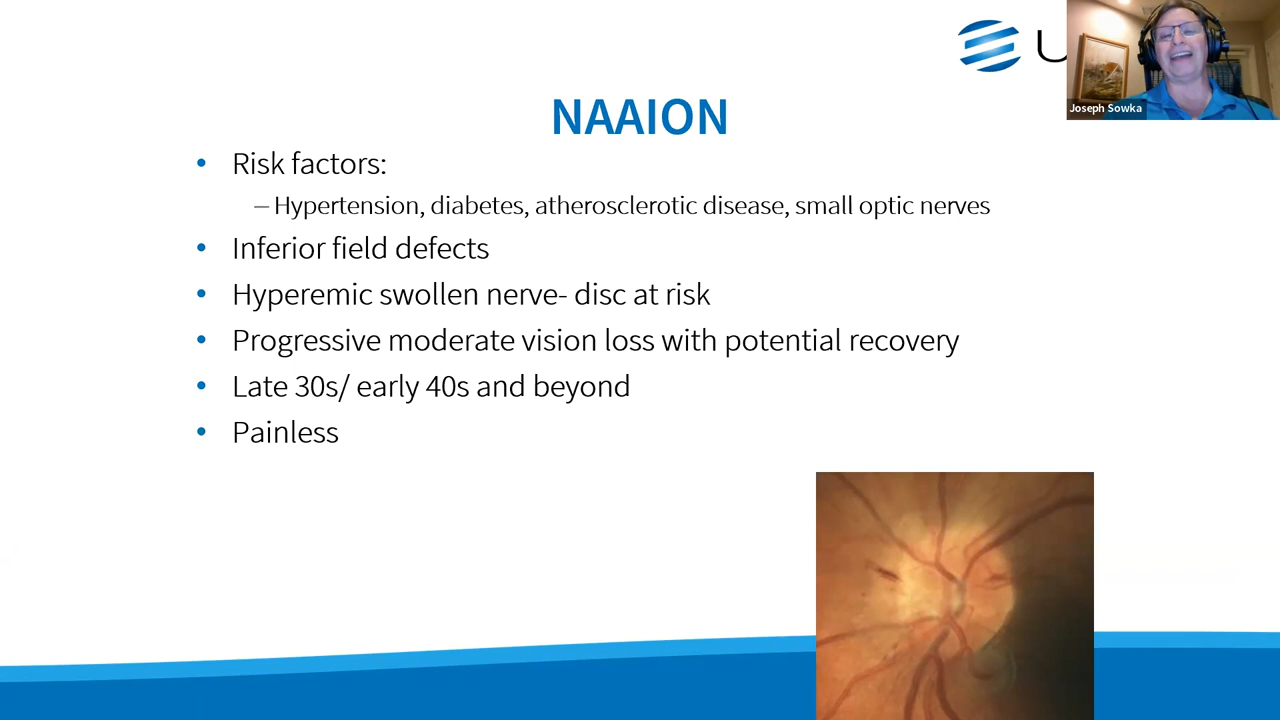 U
Joseph Sowka
NAAION
• Risk factors:
– Hypertension, diabetes, atherosclerotic disease, small optic nerves
• Inferior field defects
• Hyperemic swollen nerve- disc at risk
• Progressive moderate vision loss with potential recovery
• Late 30s/ early 40s and beyond
• Painless